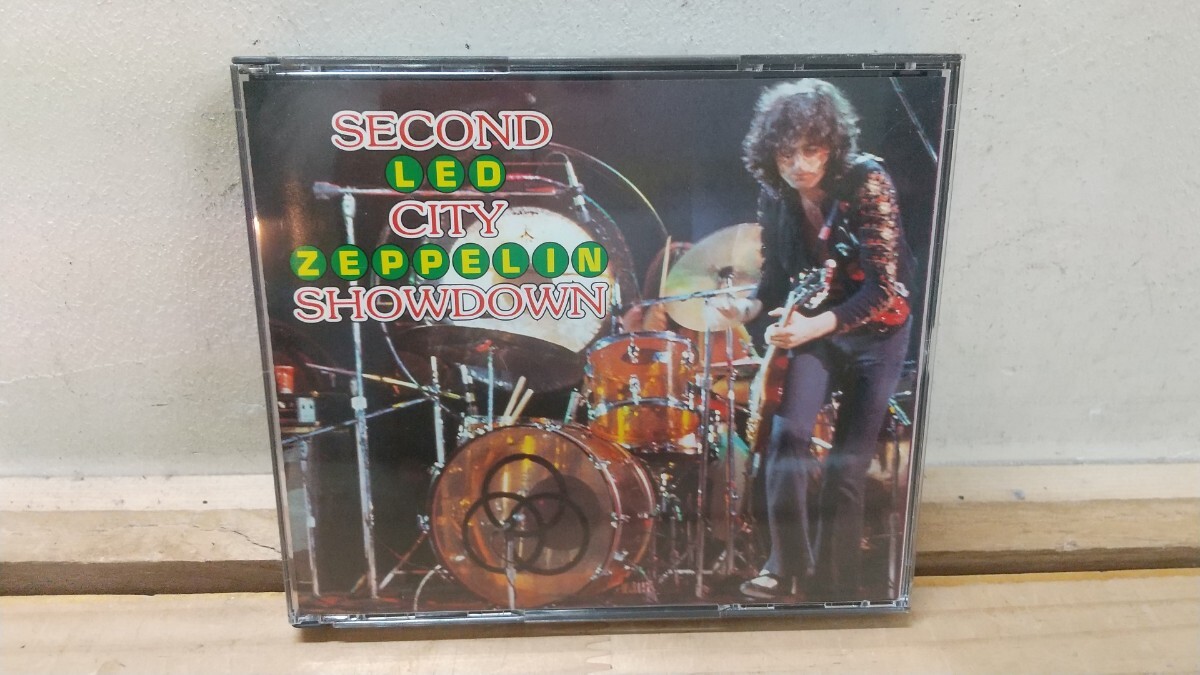 SECOND
LED
CITY
ZEPPELIN
SHOWDOWN